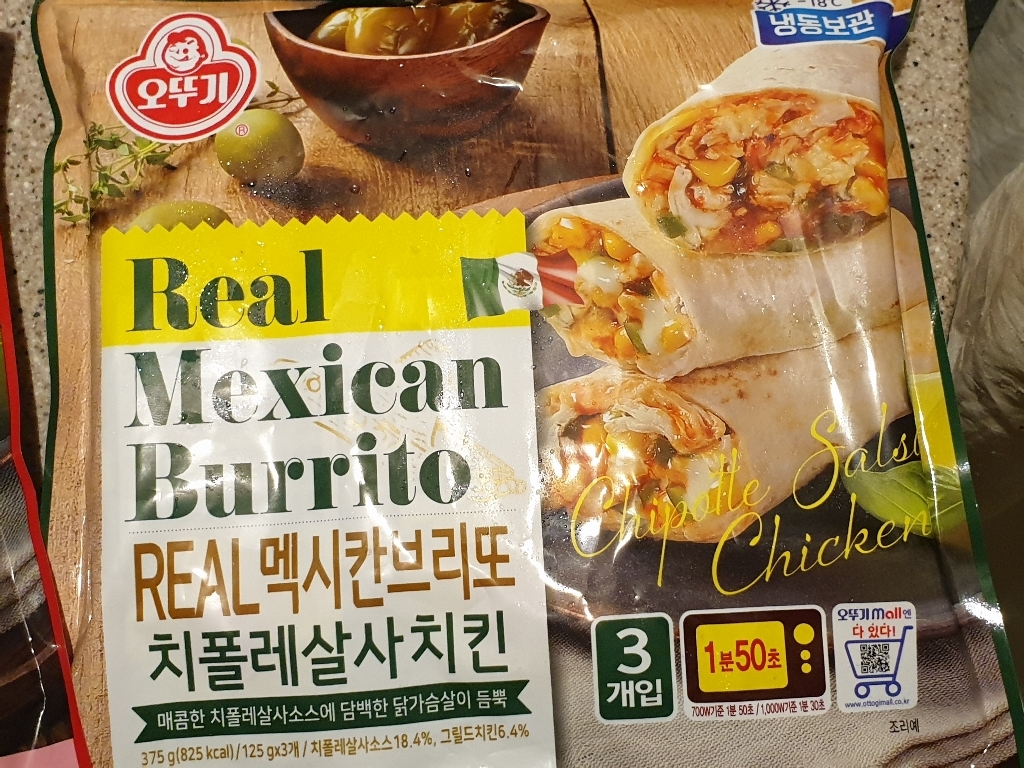 오뚜기
®
-18℃
냉동보관
Real
Mexican
Burrito
REAL 멕시칸브리또
치폴레살사치킨
매콤한 치폴레살사소스에 담백한 닭가슴살이 듬뿍
375 g(825 kcal)/125 gx3개 / 치폴레살사소스18.4%, 그릴드치킨6.4%
Chipotle Salsa
Chicken
3
개입
1분50초
700W기준 1분 50초 / 1,000W기준 1분 30초
오뚜기mall엔
다 있다!
www.ottogimall.co.kr
조리예